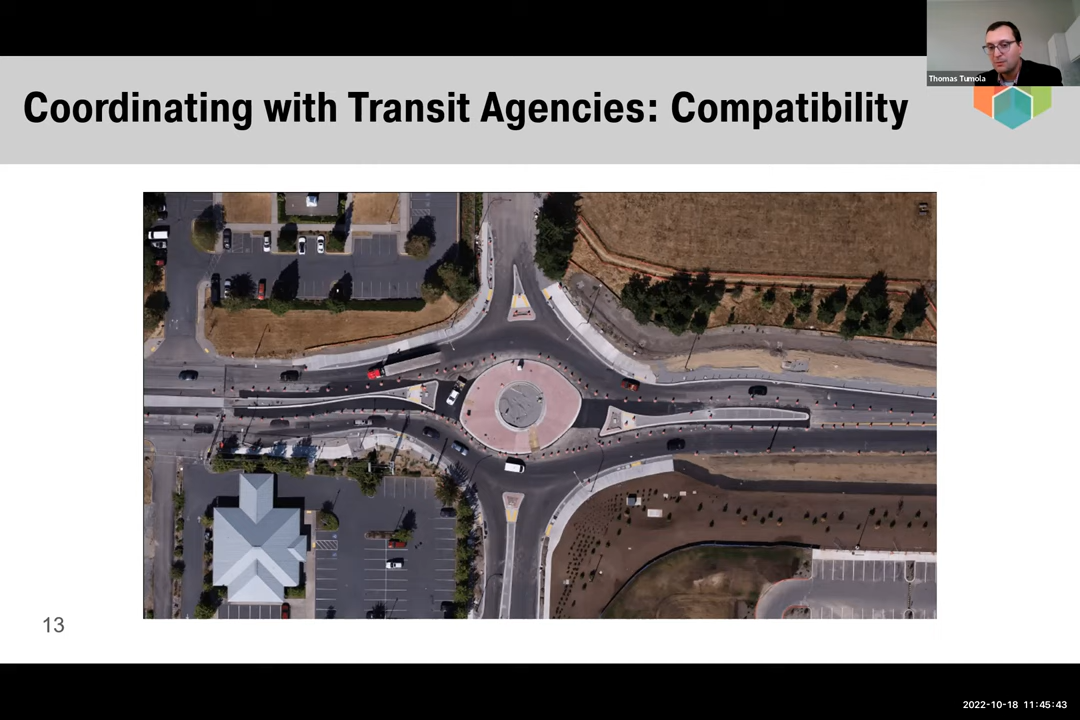 Thomas Tumola
Coordinating with Transit Agencies: Compatibility
13
2022-10-18 11:45:43